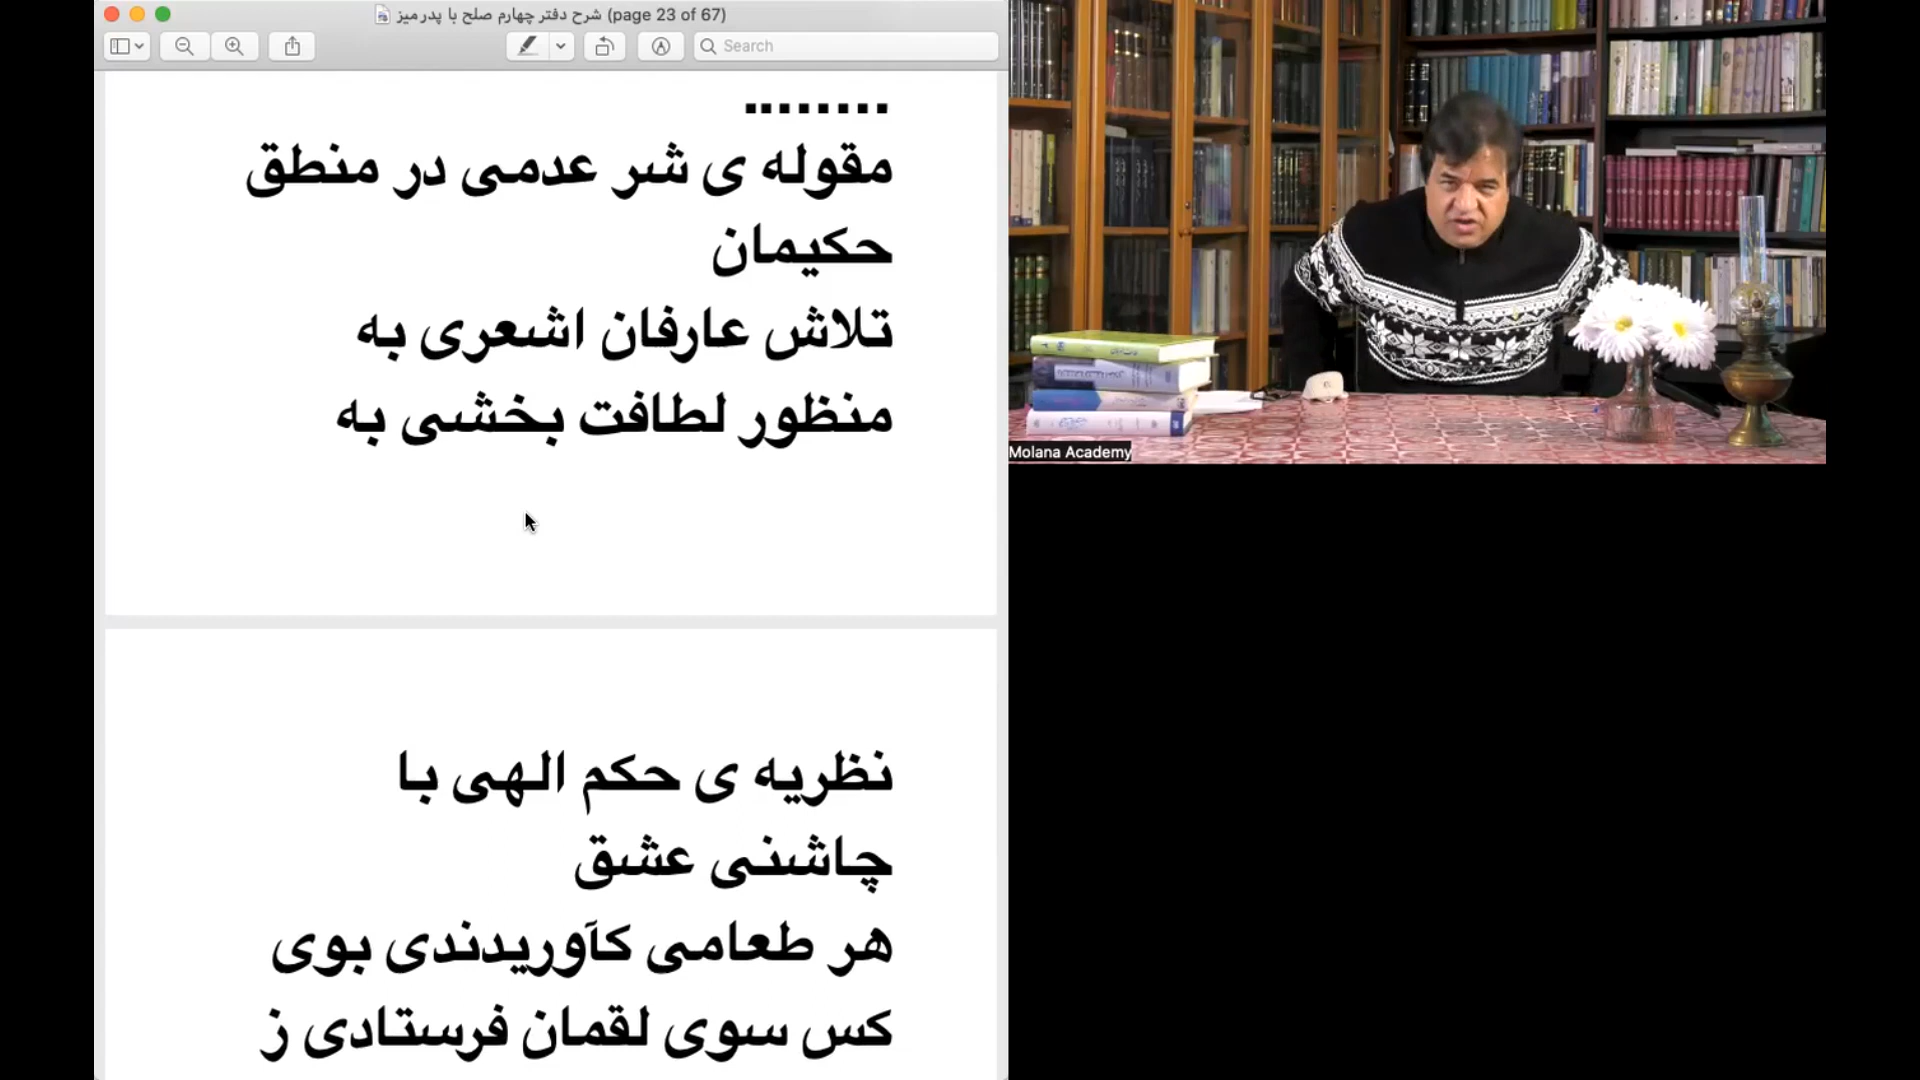 شرح دفتر چهارم صلح با پدر میز (page 23 of 67)
Search
........
مقوله ی شر عدمی در منطق
حکیمان
تلاش عارفان اشعری به
منظور لطافت بخشی به
نظریه ی حکم الهی با
چاشنی عشق
هر طعامی کآوریدندی بوی
کس سوی لقمان فرستادی ز
Molana Academy